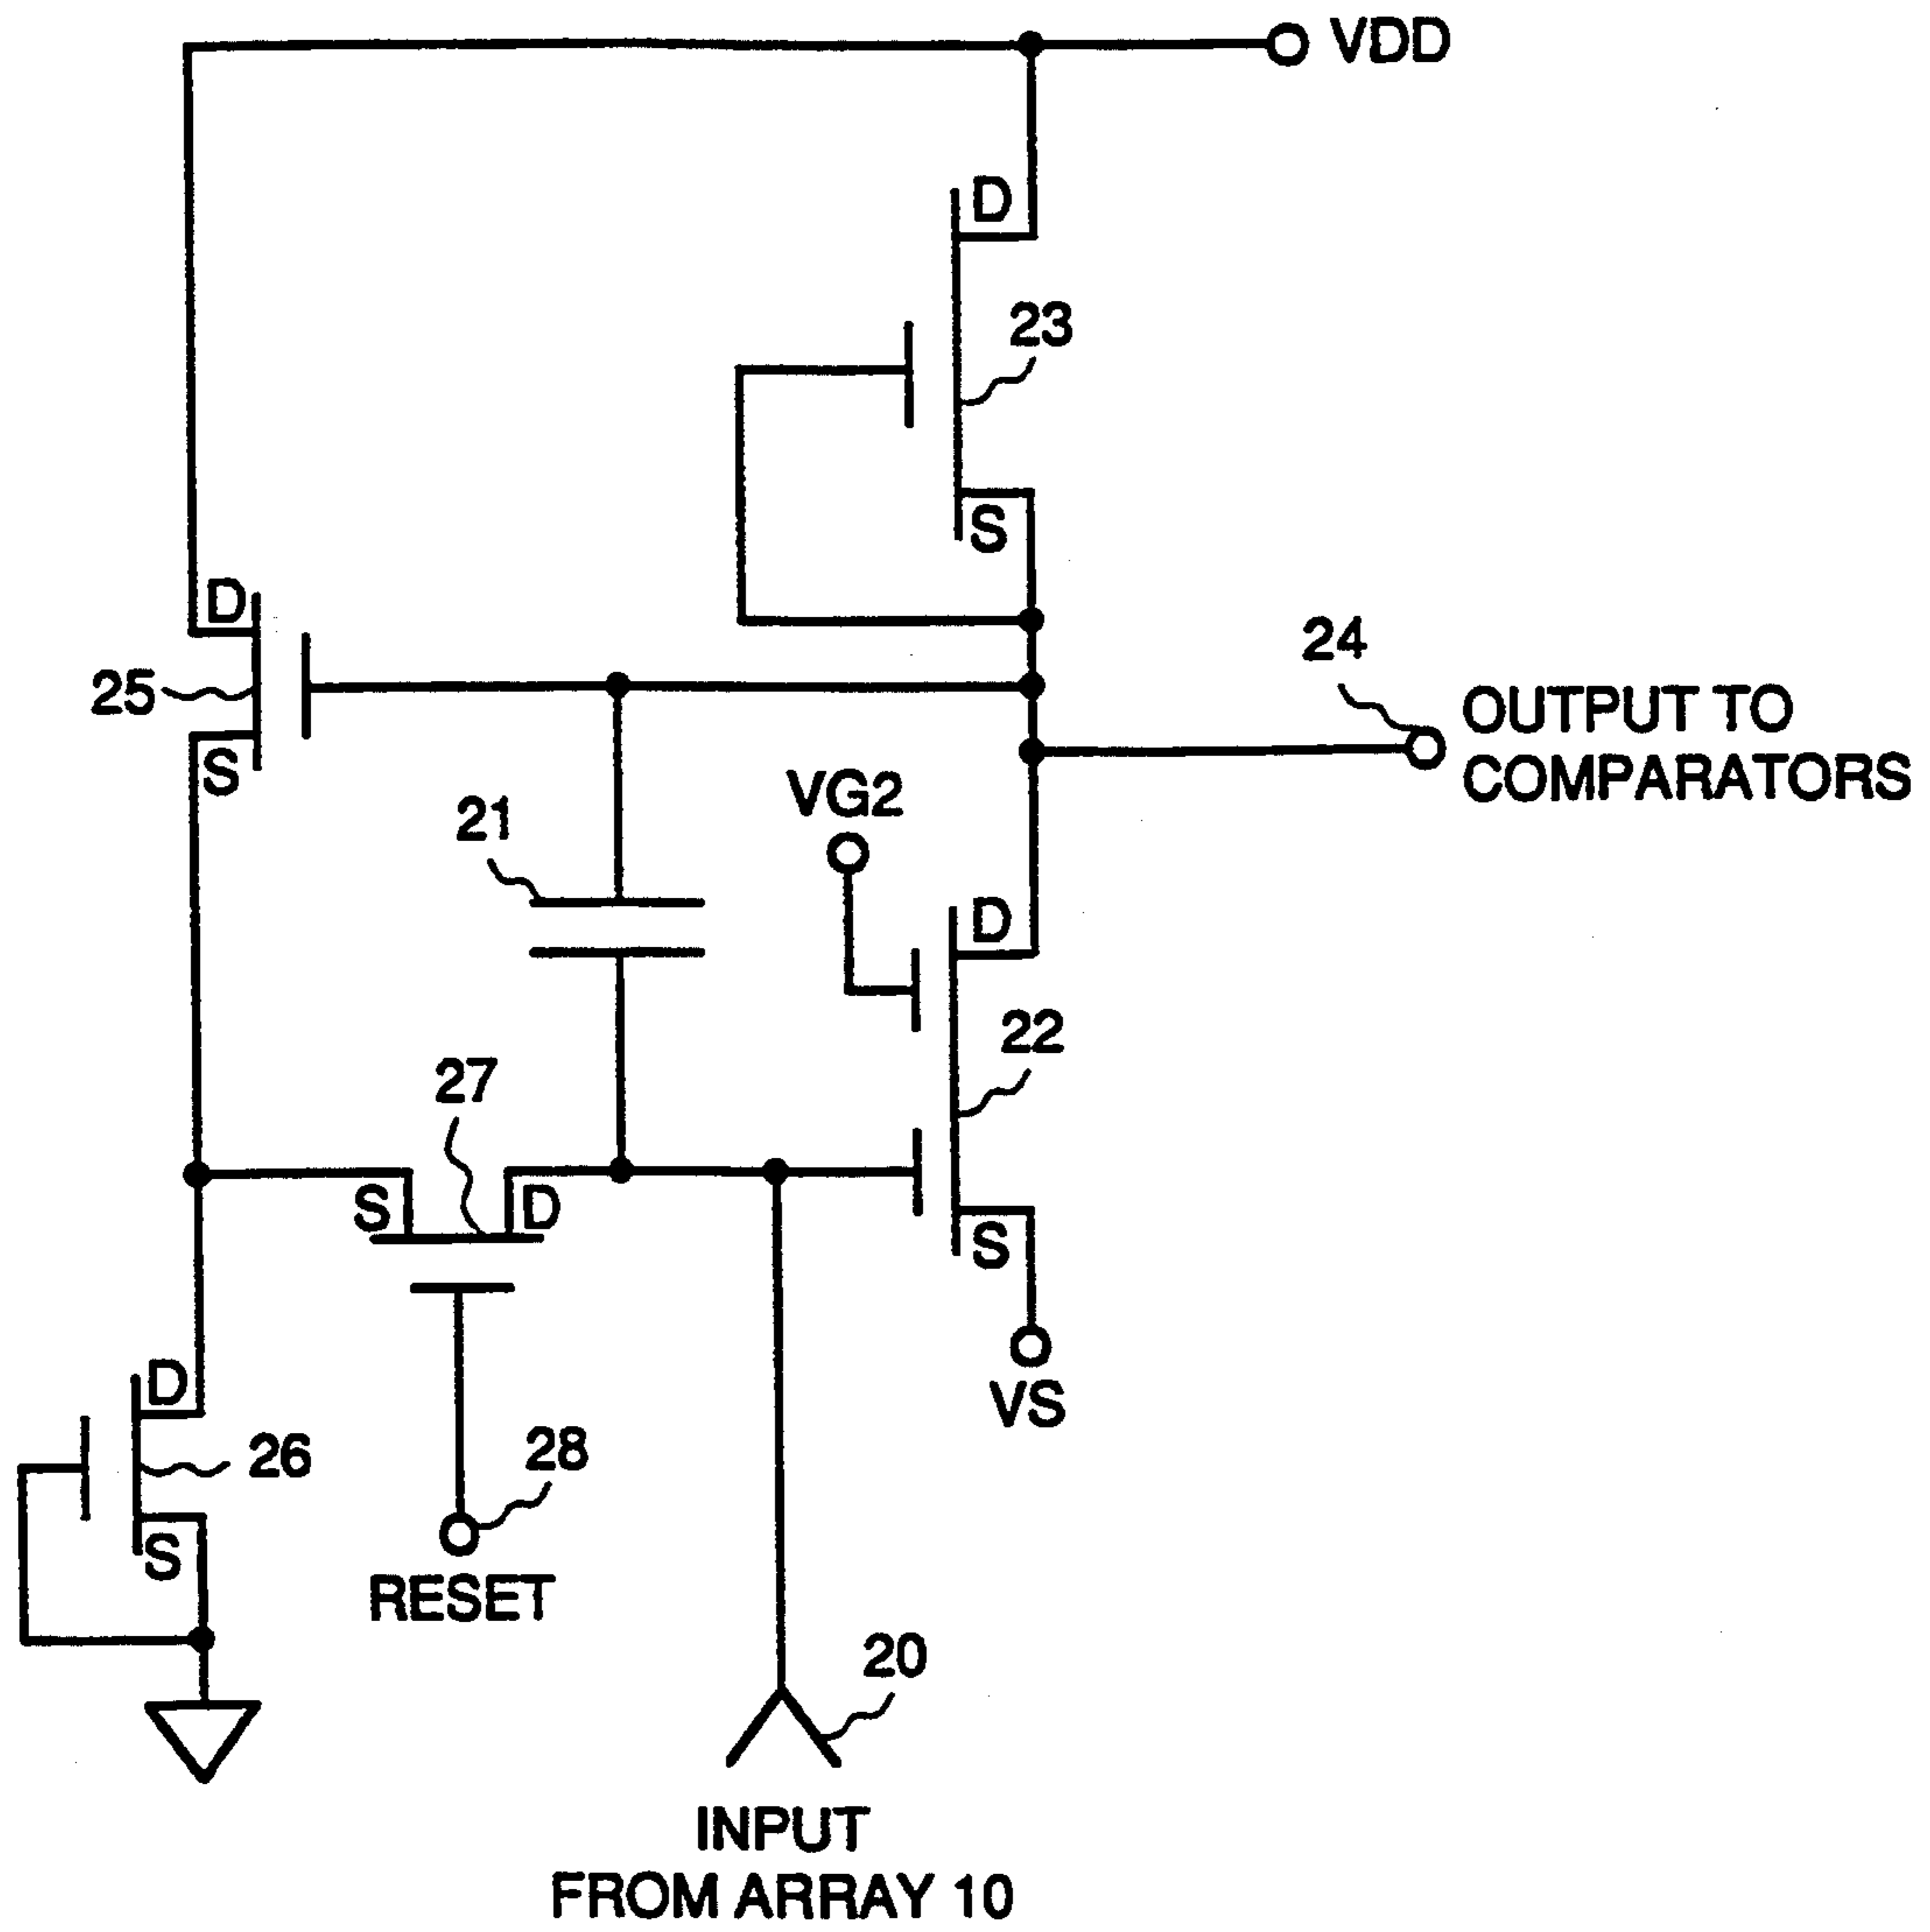 VDD
D
23
S
D
25
S
24
OUTPUT TO
COMPARATORS
VG2
21
D
22
27
S
D
S
VS
D
26
28
S
RESET
20
INPUT
FROM ARRAY 10